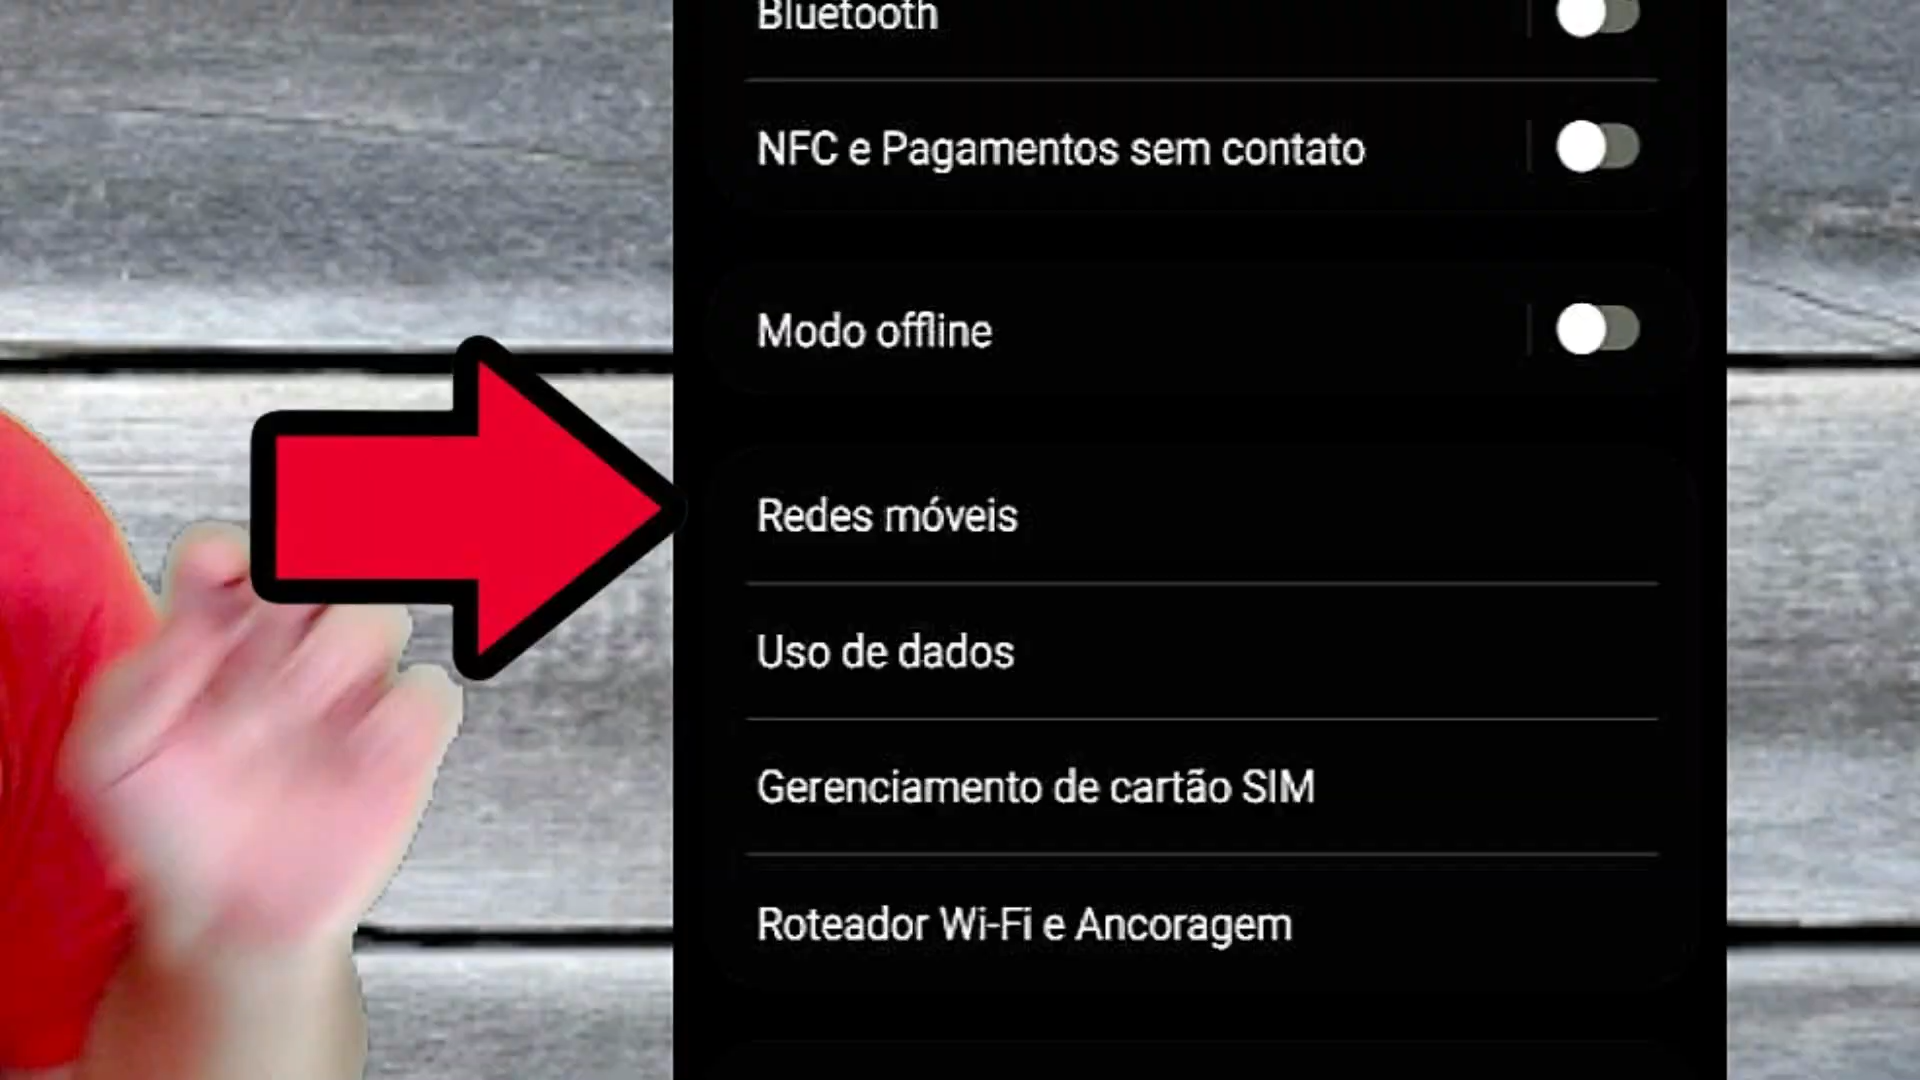 Bluetooth
NFC e Pagamentos sem contato
Modo offline
Redes móveis
Uso de dados
Gerenciamento de cartão SIM
Roteador Wi-Fi e Ancoragem